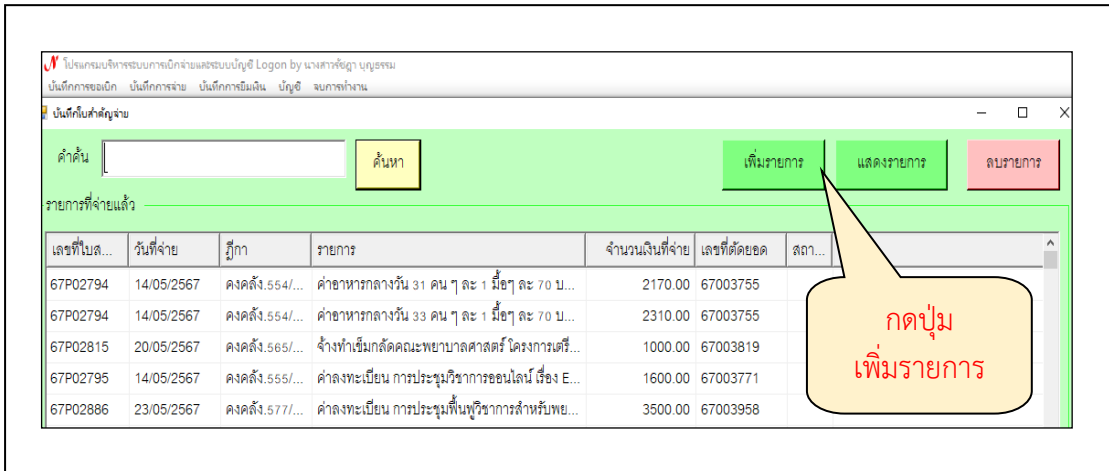 N โปรแกรมบริหารระบบการเบิกจ่ายและระบบบัญชี Logon by นางสาวรัชฎา บุญธรรม
บันทึกการขอเบิก บันทึกการจ่าย บันทึกการยืมเงิน บัญชี จบการทำงาน
บันทึกใบสำคัญจ่าย
คำค้น ค้นหา เพิ่มรายการ แสดงรายการ ลบรายการ
รายการที่จ่ายแล้ว
เลขที่ใบส... วันที่จ่าย ฎีกา รายการ จำนวนเงินที่จ่าย เลขที่ตัดยอด สถา...
67P02794 14/05/2567 คงคลัง.554/... ค่าอาหารกลางวัน 31 คน ๆ ละ 1 มื้อๆ ละ 70 บ... 2170.00 67003755
67P02794 14/05/2567 คงคลัง.554/... ค่าอาหารกลางวัน 33 คน ๆ ละ 1 มื้อๆ ละ 70 บ... 2310.00 67003755
67P02815 20/05/2567 คงคลัง.565/... จ้างทำเข็มกลัดคณะพยาบาลศาสตร์ โครงการเตรี... 1000.00 67003819
67P02795 14/05/2567 คงคลัง.555/... ค่าลงทะเบียน การประชุมวิชาการออนไลน์ เรื่อง E... 1600.00 67003771
67P02886 23/05/2567 คงคลัง.577/... ค่าลงทะเบียน การประชุมฟื้นฟูวิชาการสำหรับพย... 3500.00 67003958
กดปุ่ม
เพิ่มรายการ